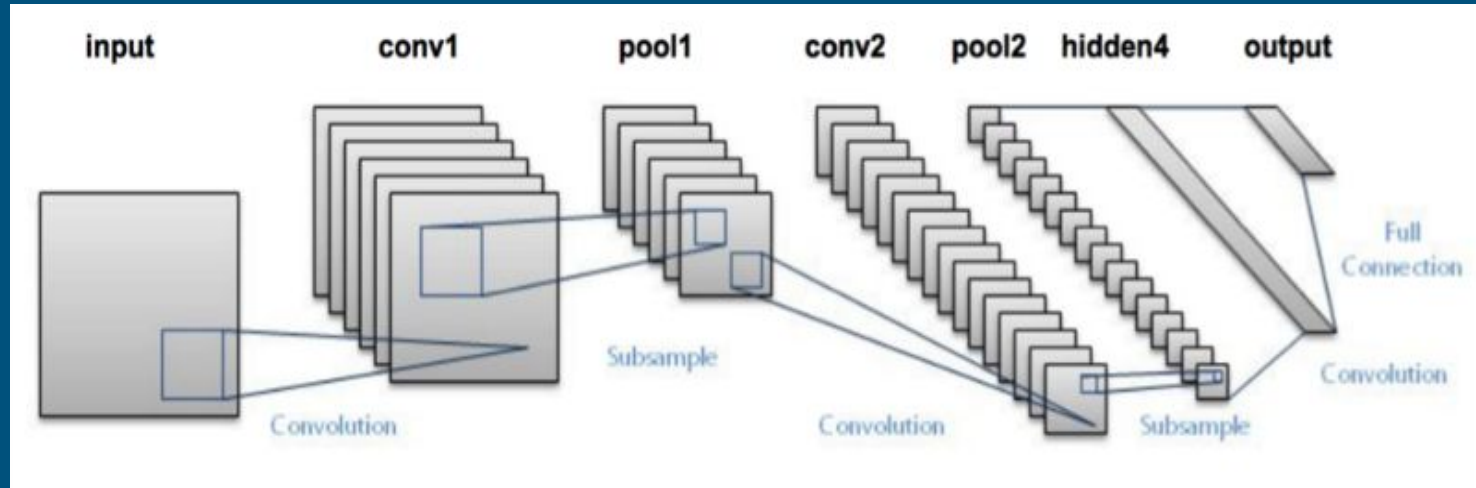 input conv1 pool1 conv2 pool2 hidden4 output
Full
Connection
Subsample
Convolution
Convolution
Convolution
Subsample